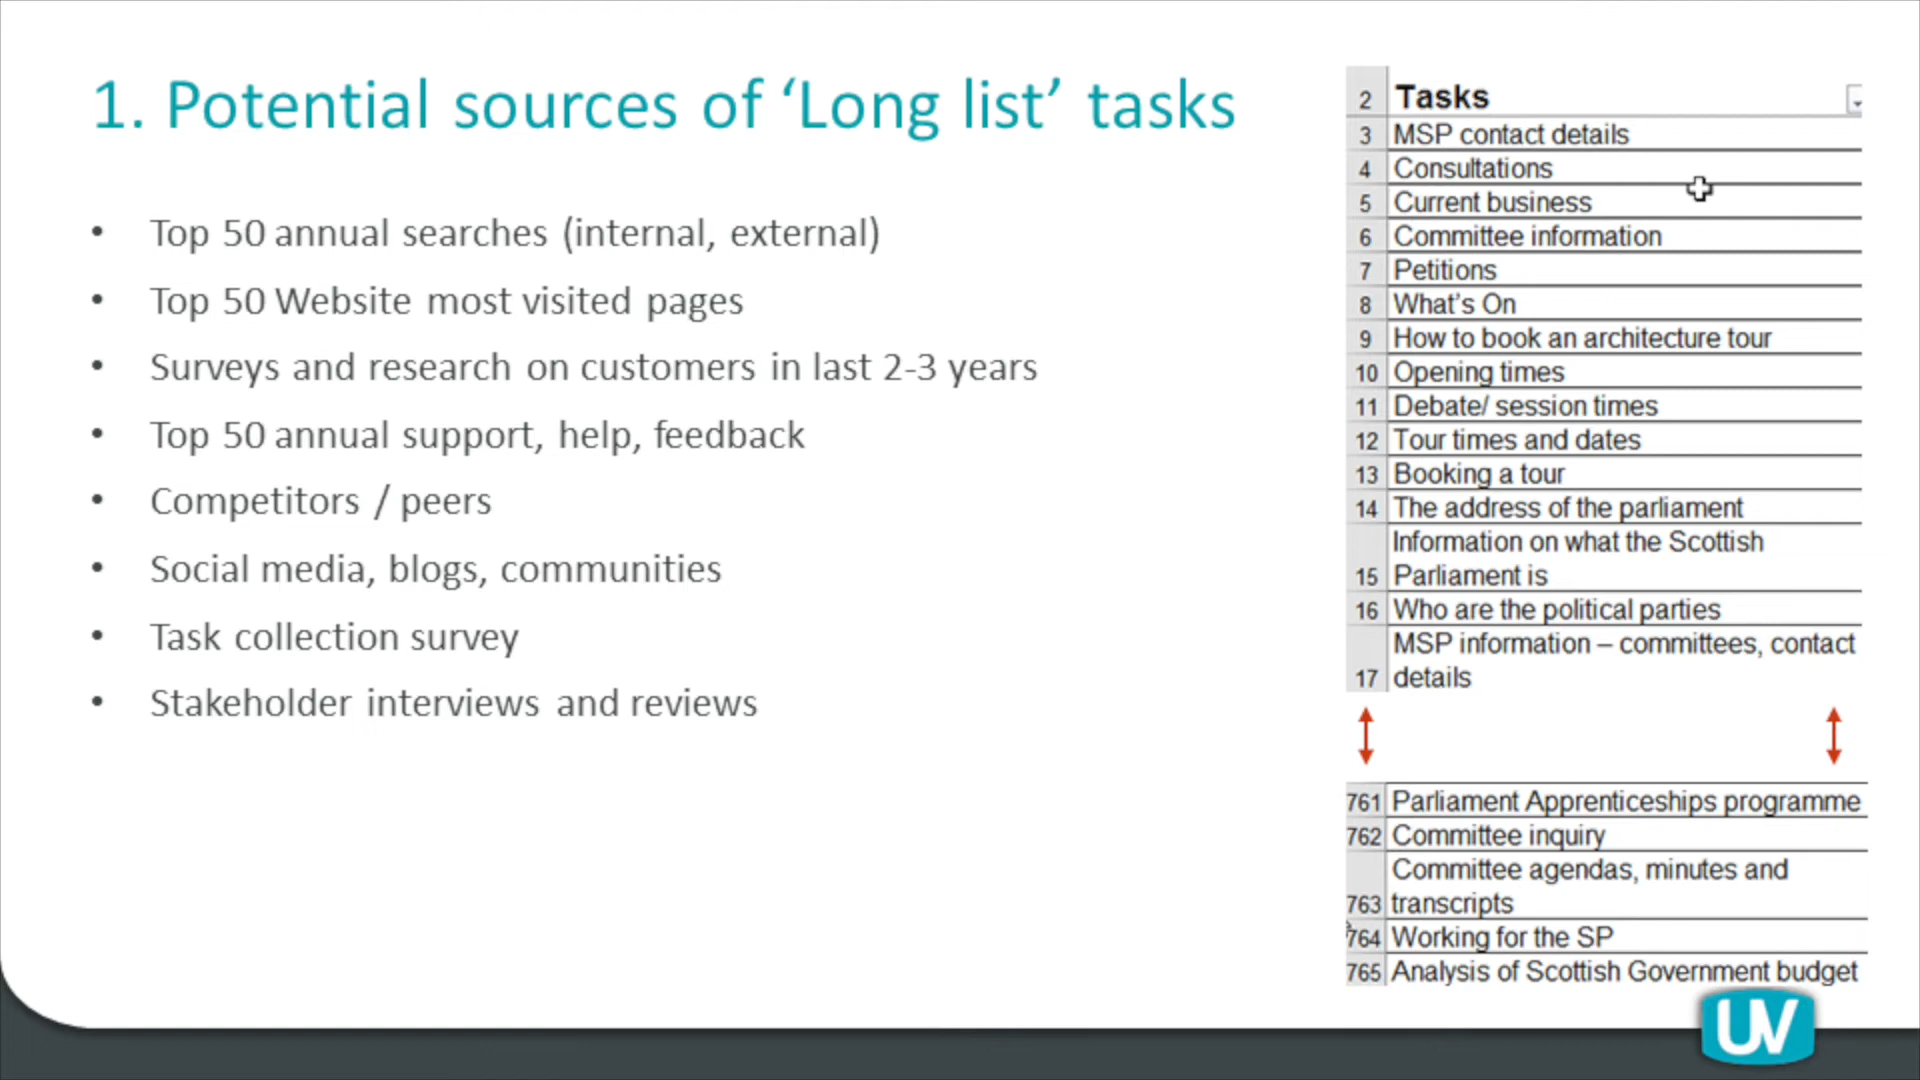 1. Potential sources of ‘Long list’ tasks
• Top 50 annual searches (internal, external)
• Top 50 Website most visited pages
• Surveys and research on customers in last 2-3 years
• Top 50 annual support, help, feedback
• Competitors / peers
• Social media, blogs, communities
• Task collection survey
• Stakeholder interviews and reviews
2 Tasks
3 MSP contact details
4 Consultations
5 Current business
6 Committee information
7 Petitions
8 What’s On
9 How to book an architecture tour
10 Opening times
11 Debate/ session times
12 Tour times and dates
13 Booking a tour
14 The address of the parliament
Information on what the Scottish
15 Parliament is
16 Who are the political parties
MSP information – committees, contact
17 details
761 Parliament Apprenticeships programme
762 Committee inquiry
Committee agendas, minutes and
763 transcripts
764 Working for the SP
765 Analysis of Scottish Government budget
UV